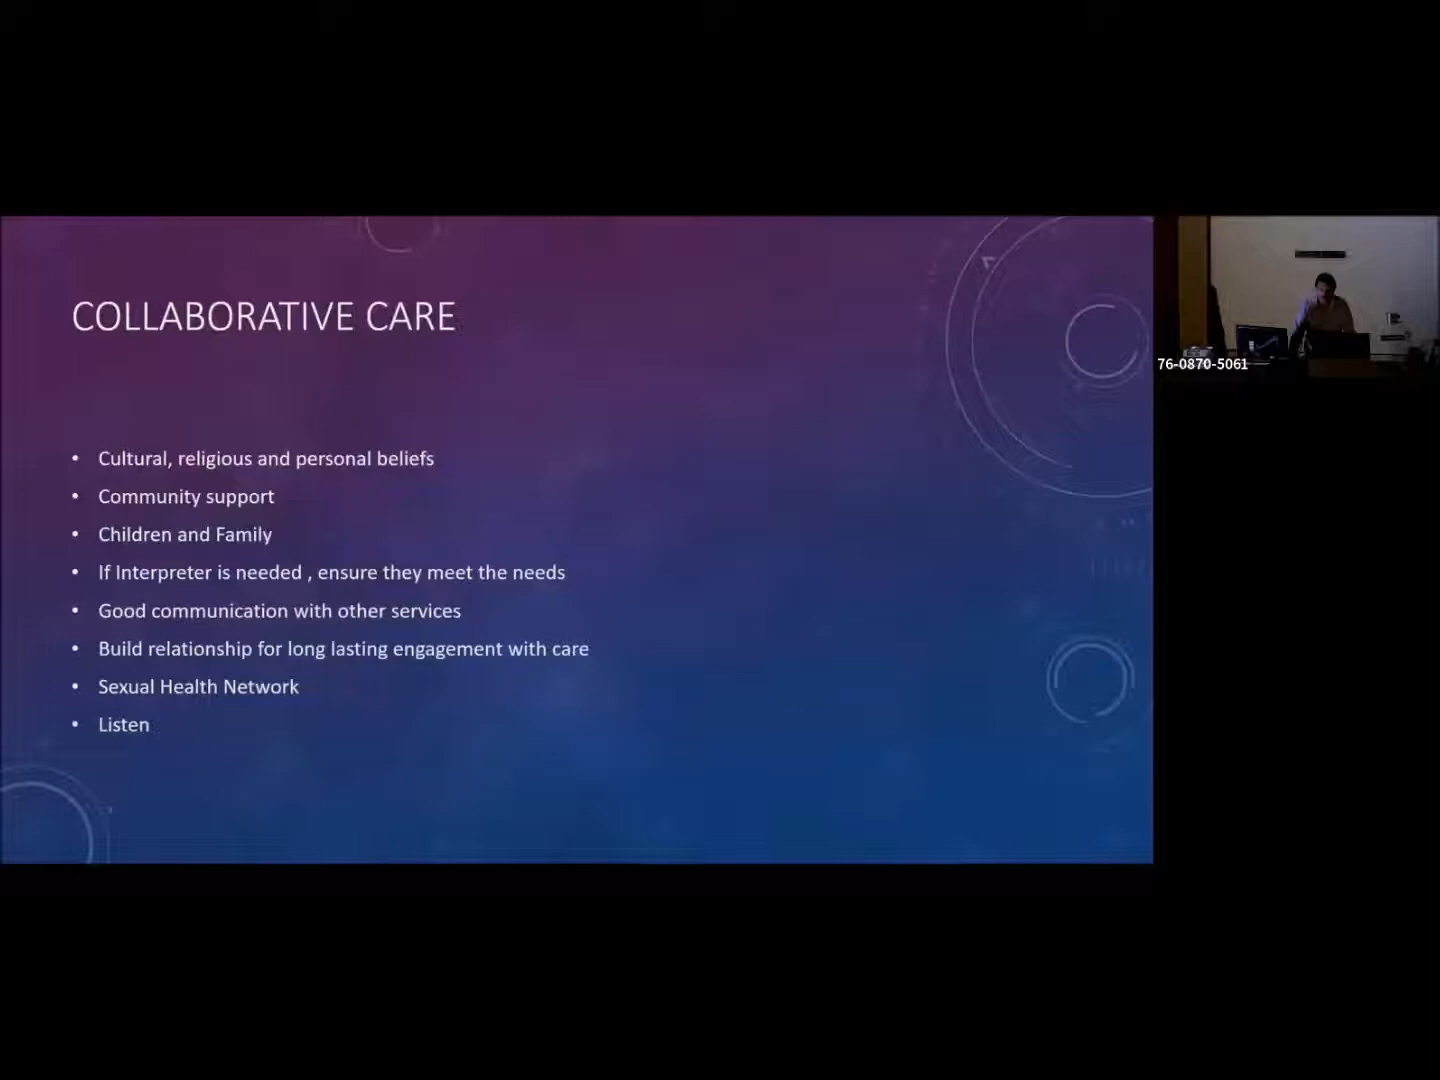 COLLABORATIVE CARE
• Cultural, religious and personal beliefs
• Community support
• Children and Family
• If Interpreter is needed , ensure they meet the needs
• Good communication with other services
• Build relationship for long lasting engagement with care
• Sexual Health Network
• Listen
76-0870-5061